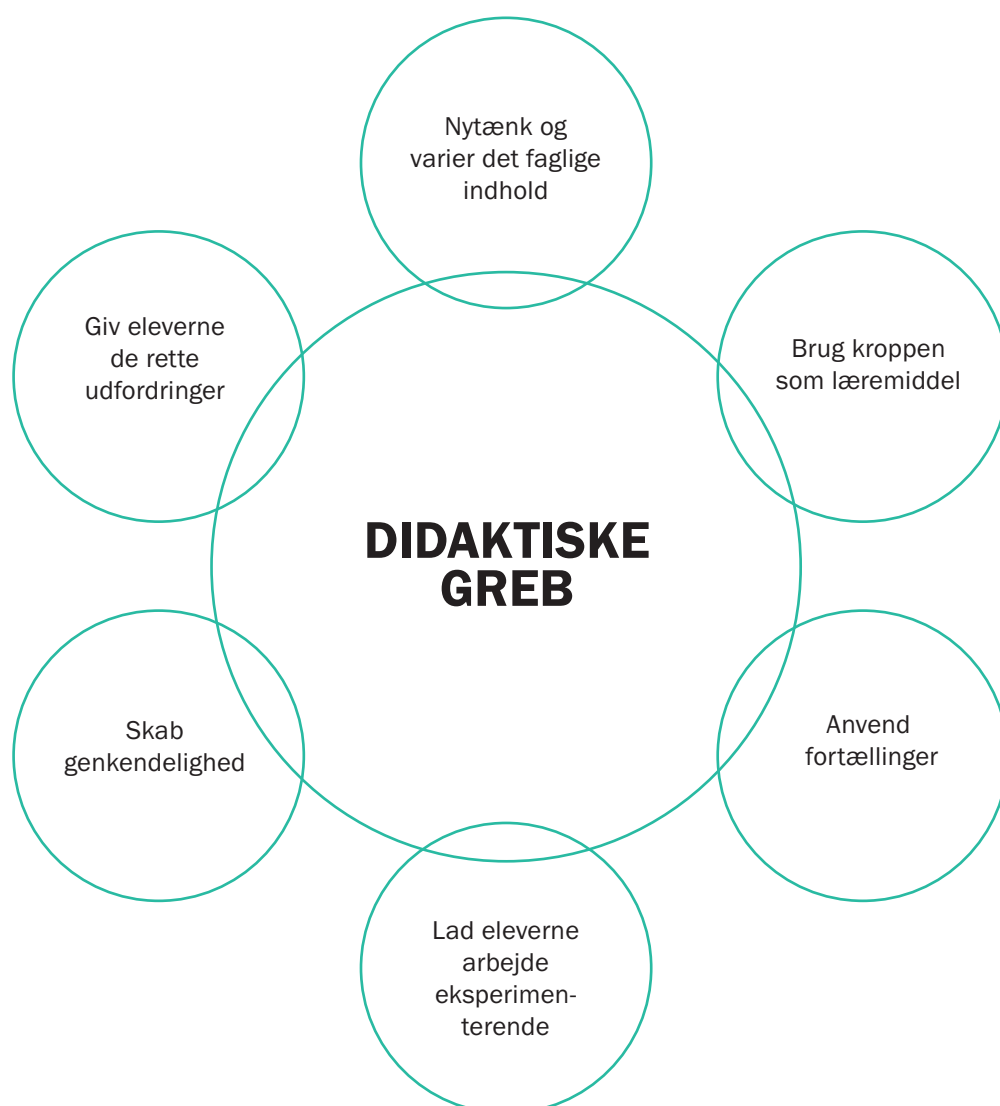 Nytænk og
varier det faglige
indhold
Giv eleverne
de rette
udfordringer
Brug kroppen
som læremiddel
DIDAKTISKE
GREB
Skab
genkendelighed
Anvend
fortællinger
Lad eleverne
arbejde
eksperimen-
terende